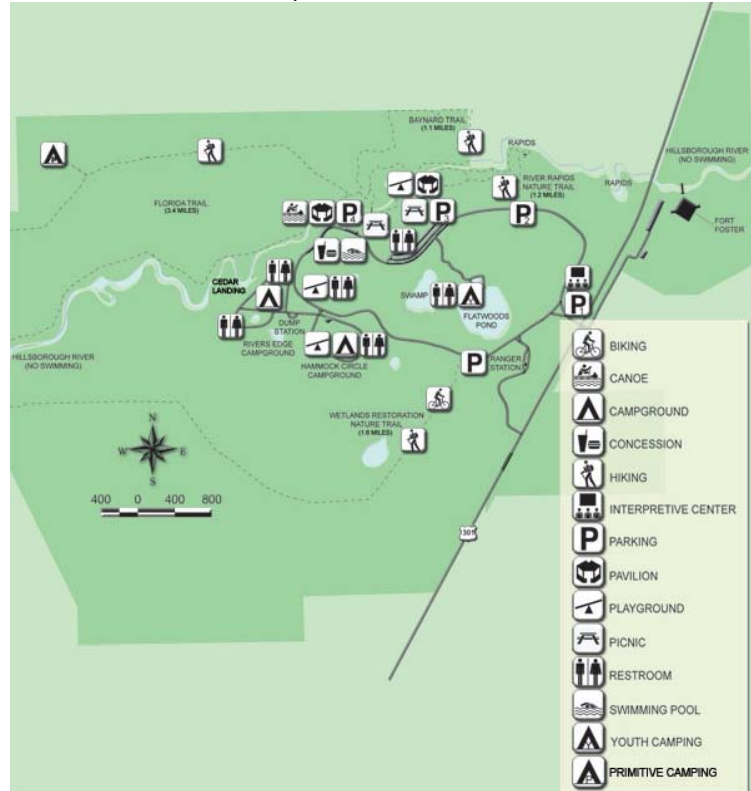 BAYNARD TRAIL
(1.1 MILES)
RAPIDS
HILLSBOROUGH RIVER
(NO SWIMMING)
RIVER RAPIDS
NATURE TRAIL
(1.2 MILES)
RAPIDS
FLORIDA TRAIL
(3.4 MILES)
P
P
P
FORT
FOSTER
CEDAR
LANDING
SWAMP
FLATWOODS
POND
P
DUMP
STATION
RIVERS EDGE
CAMPGROUND
HAMMOCK CIRCLE
CAMPGROUND
P
RANGER
STATION
HILLSBOROUGH RIVER
(NO SWIMMING)
WETLANDS RESTORATION
NATURE TRAIL
(1.6 MILES)
N
W E
S
400 0 400 800
301
BIKING
CANOE
CAMPGROUND
CONCESSION
HIKING
INTERPRETIVE CENTER
P PARKING
PAVILION
PLAYGROUND
PICNIC
RESTROOM
SWIMMING POOL
YOUTH CAMPING
PRIMITIVE CAMPING